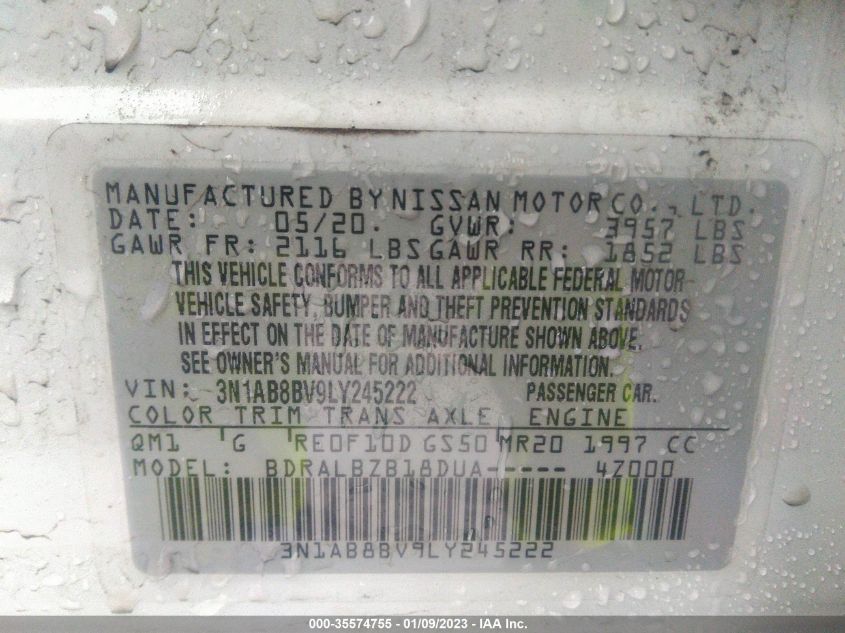 MANUFACTURED BY NISSAN MOTOR CO., LTD.
DATE: 05/20. GVWR: 3957 LBS
GAWR FR: 2116 LBS GAWR RR: 1852 LBS
THIS VEHICLE CONFORMS TO ALL APPLICABLE FEDERAL MOTOR
VEHICLE SAFETY, BUMPER AND THEFT PREVENTION STANDARDS
IN EFFECT ON THE DATE OF MANUFACTURE SHOWN ABOVE.
SEE OWNER'S MANUAL FOR ADDITIONAL INFORMATION.
VIN: 3N1AB8BV9LY245222 PASSENGER CAR.
COLOR TRIM TRANS AXLE ENGINE
QM1 G RE0F10D GS50 MR20 1997 CC
MODEL: BDRALBZB18DUA----- 4Z000
3N1AB8BV9LY245222
000-35574755 - 01/09/2023 - IAA Inc.